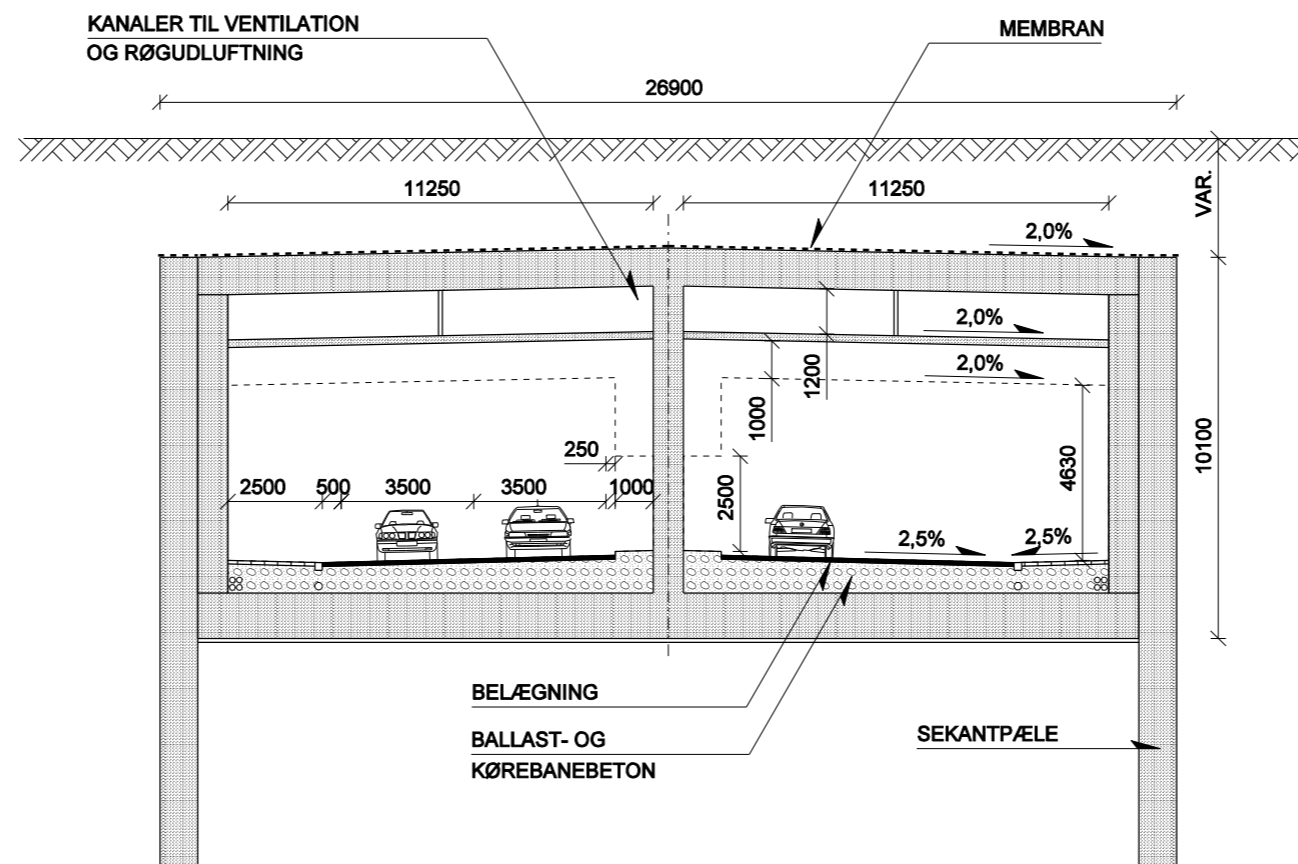 KANALER TIL VENTILATION
OG RØGUDLUFTNING
MEMBRAN
26900
11250
11250
VAR.
2,0%
2,0%
2,0%
1200
1000
10100
4630
250
2500
500
3500
3500
1000
2500
2,5%
2,5%
BELÆGNING
BALLAST- OG
KØREBANEBETON
SEKANTPÆLE